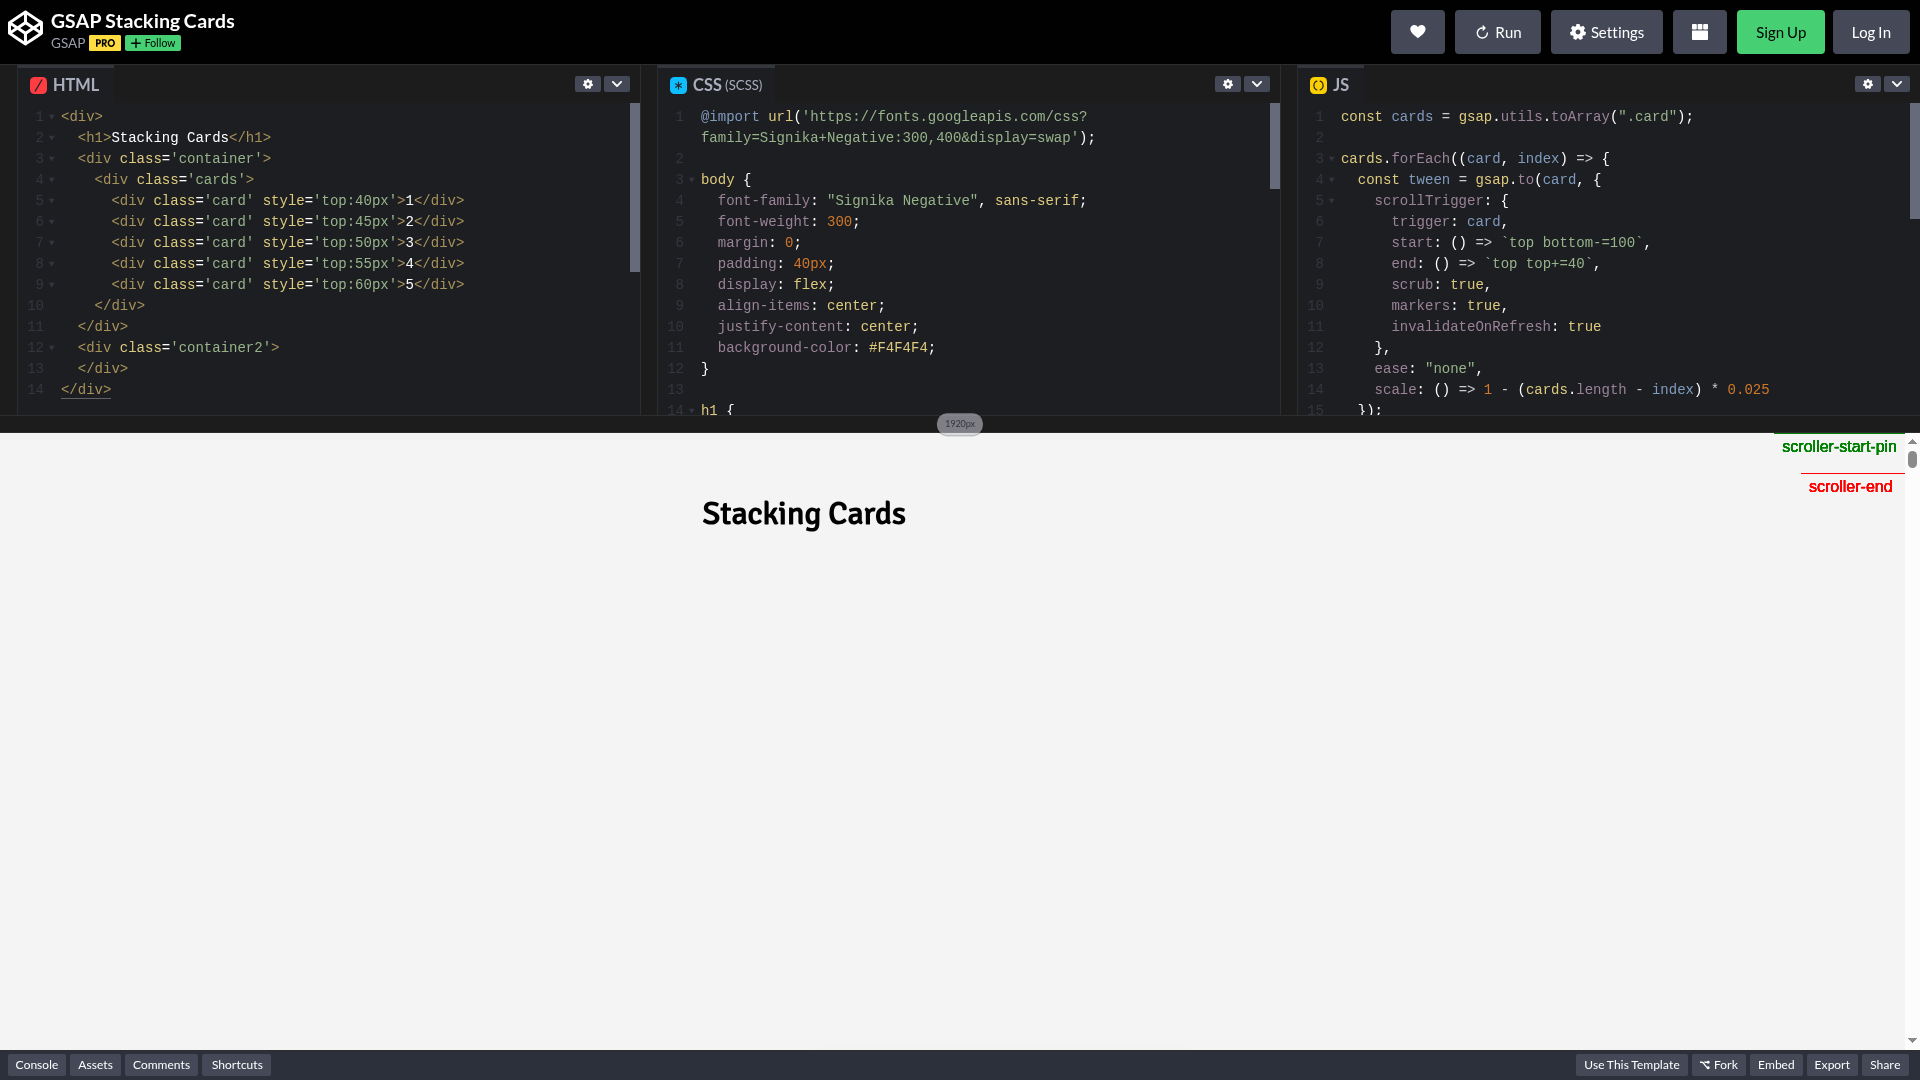 GSAP Stacking Cards
GSAP PRO + Follow
Run
Settings
Sign Up
Log In
HTML
1 <div>
2 <h1>Stacking Cards</h1>
3 <div class='container'>
4 <div class='cards'>
5 <div class='card' style='top:40px'>1</div>
6 <div class='card' style='top:45px'>2</div>
7 <div class='card' style='top:50px'>3</div>
8 <div class='card' style='top:55px'>4</div>
9 <div class='card' style='top:60px'>5</div>
10 </div>
11 </div>
12 <div class='container2'>
13 </div>
14 </div>
CSS (SCSS)
1 @import url('https://fonts.googleapis.com/css?
family=Signika+Negative:300,400&display=swap');
2
3 body {
4 font-family: "Signika Negative", sans-serif;
5 font-weight: 300;
6 margin: 0;
7 padding: 40px;
8 display: flex;
9 align-items: center;
10 justify-content: center;
11 background-color: #F4F4F4;
12 }
13
14 h1 {
JS
1 const cards = gsap.utils.toArray(".card");
2
3 cards.forEach((card, index) => {
4 const tween = gsap.to(card, {
5 scrollTrigger: {
6 trigger: card,
7 start: () => `top bottom-=100`,
8 end: () => `top top+=40`,
9 scrub: true,
10 markers: true,
11 invalidateOnRefresh: true
12 },
13 ease: "none",
14 scale: () => 1 - (cards.length - index) * 0.025
15 });
1920px
scroller-start-pin
scroller-end
Stacking Cards
Console
Assets
Comments
Shortcuts
Use This Template
Fork
Embed
Export
Share